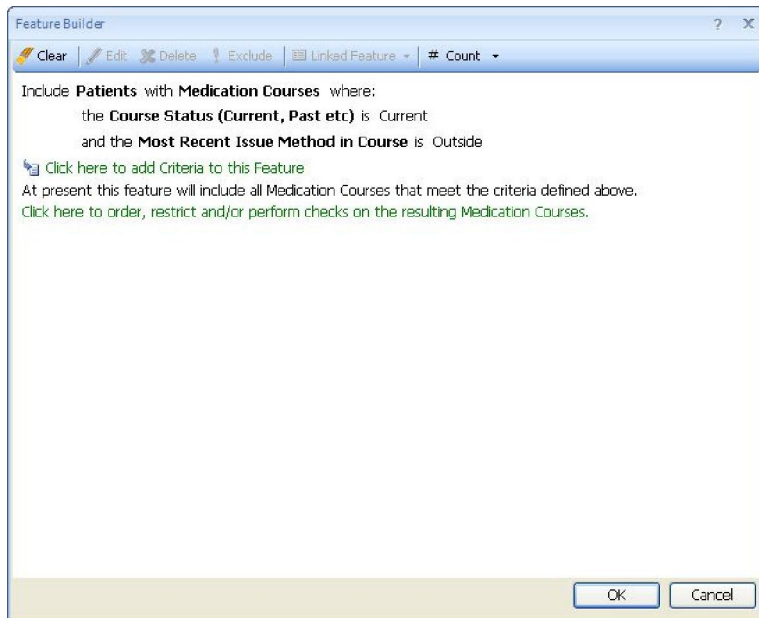 Feature Builder ? X
Clear Edit Delete Exclude Linked Feature # Count
Include Patients with Medication Courses where:
the Course Status (Current, Past etc) is Current
and the Most Recent Issue Method in Course is Outside
Click here to add Criteria to this Feature
At present this feature will include all Medication Courses that meet the criteria defined above.
Click here to order, restrict and/or perform checks on the resulting Medication Courses.
OK Cancel